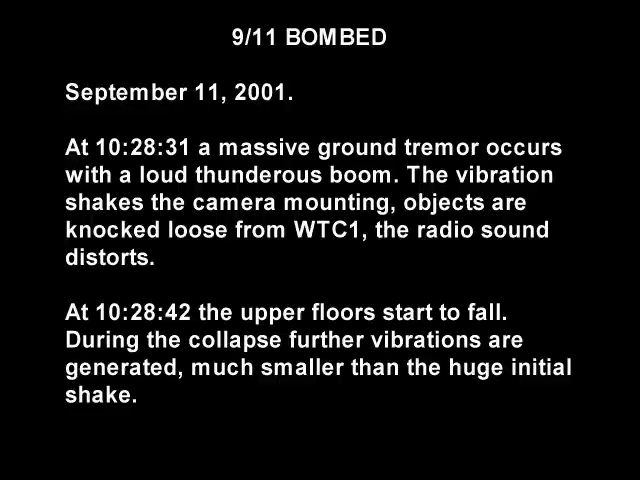 9/11 BOMBED
September 11, 2001.
At 10:28:31 a massive ground tremor occurs
with a loud thunderous boom. The vibration
shakes the camera mounting, objects are
knocked loose from WTC1, the radio sound
distorts.
At 10:28:42 the upper floors start to fall.
During the collapse further vibrations are
generated, much smaller than the huge initial
shake.